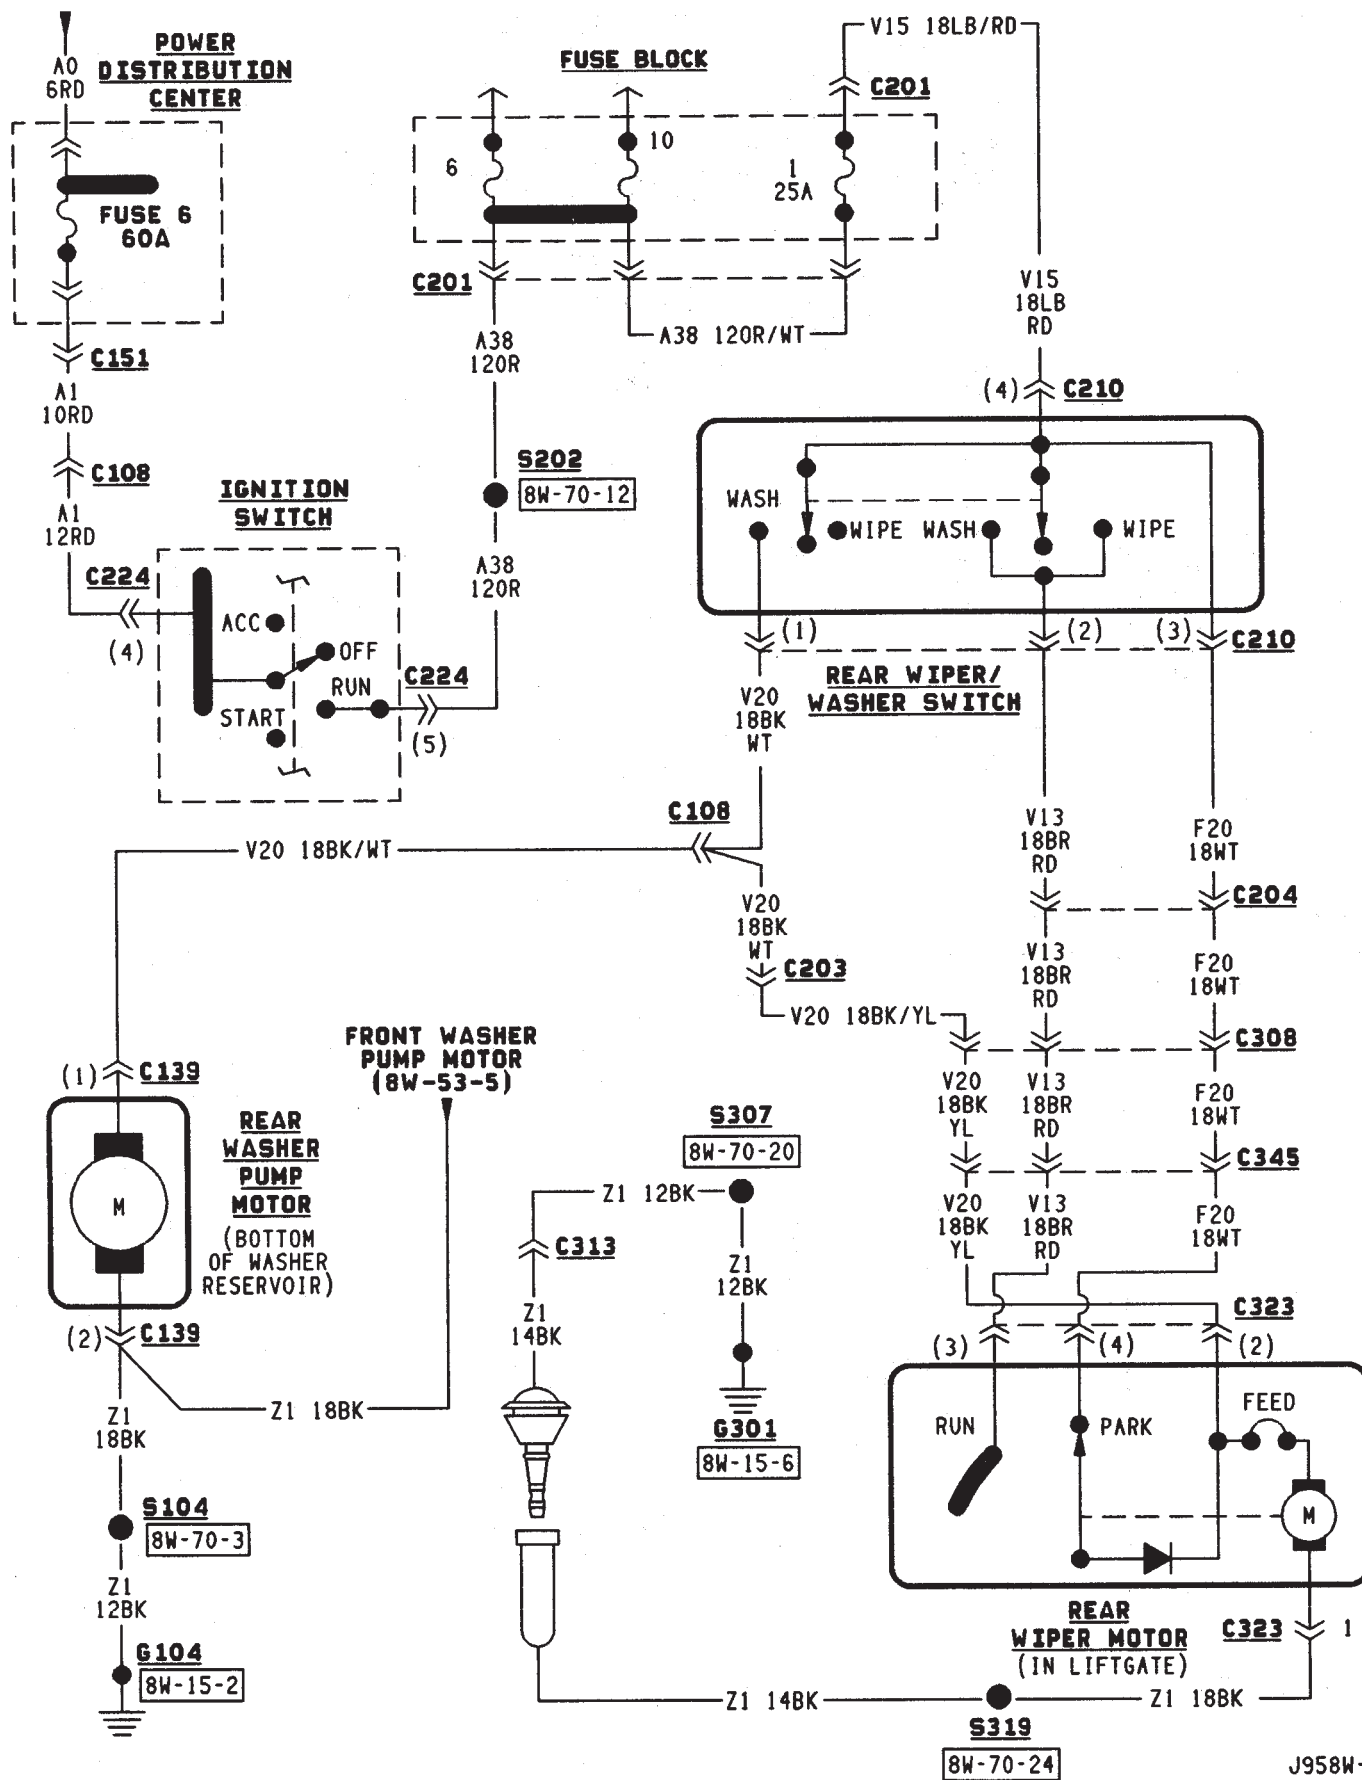 V15 18LB/RD
POWER
DISTRIBUTION
CENTER
A0
6RD
FUSE BLOCK
C201
6
10
1
25A
FUSE 6
60A
C201
V15
18LB
RD
A38
12OR
A38 12OR/WT
C151
A1
10RD
(4)
C210
C108
S202
8W-70-12
IGNITION
SWITCH
WASH
WIPE
WASH
WIPE
A1
12RD
A38
12OR
C224
(4)
ACC
OFF
RUN
START
C224
(5)
(1)
(2)
(3)
C210
REAR WIPER/
WASHER SWITCH
V20
18BK
WT
C108
V13
18BR
RD
F20
18WT
V20 18BK/WT
V20
18BK
WT
C204
C203
V13
18BR
RD
F20
18WT
V20 18BK/YL
FRONT WASHER
PUMP MOTOR
(8W-53-5)
C308
(1)
C139
V20
18BK
YL
V13
18BR
RD
F20
18WT
REAR
WASHER
PUMP
MOTOR
(BOTTOM
OF WASHER
RESERVOIR)
M
S307
8W-70-20
C345
Z1 12BK
V20
18BK
YL
V13
18BR
RD
F20
18WT
C313
Z1
12BK
Z1
14BK
C323
(2)
C139
(3)
(4)
(2)
Z1
18BK
Z1 18BK
G301
8W-15-6
RUN
PARK
FEED
M
S104
8W-70-3
Z1
12BK
G104
8W-15-2
REAR
WIPER MOTOR
(IN LIFTGATE)
C323
1
Z1 14BK
Z1 18BK
S319
8W-70-24
J958W-